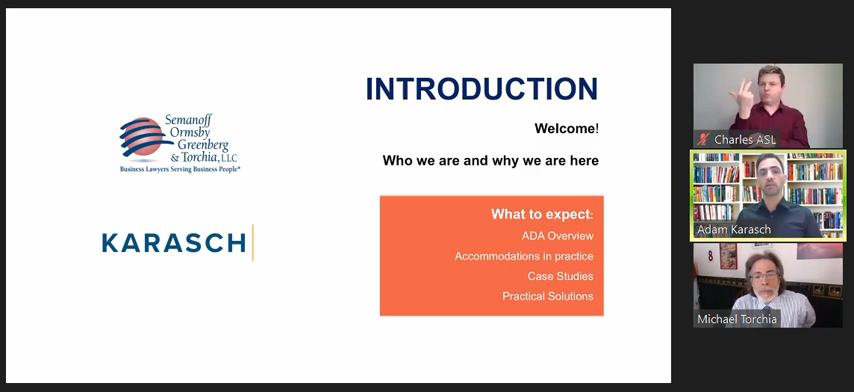 INTRODUCTION
Welcome!
Who we are and why we are here
Semanoff
Ormsby
Greenberg
& Torchia, LLC
Business Lawyers Serving Business People*
KARASCH
What to expect:
ADA Overview
Accommodations in practice
Case Studies
Practical Solutions
Charles ASL
Adam Karasch
8
Michael Torchia